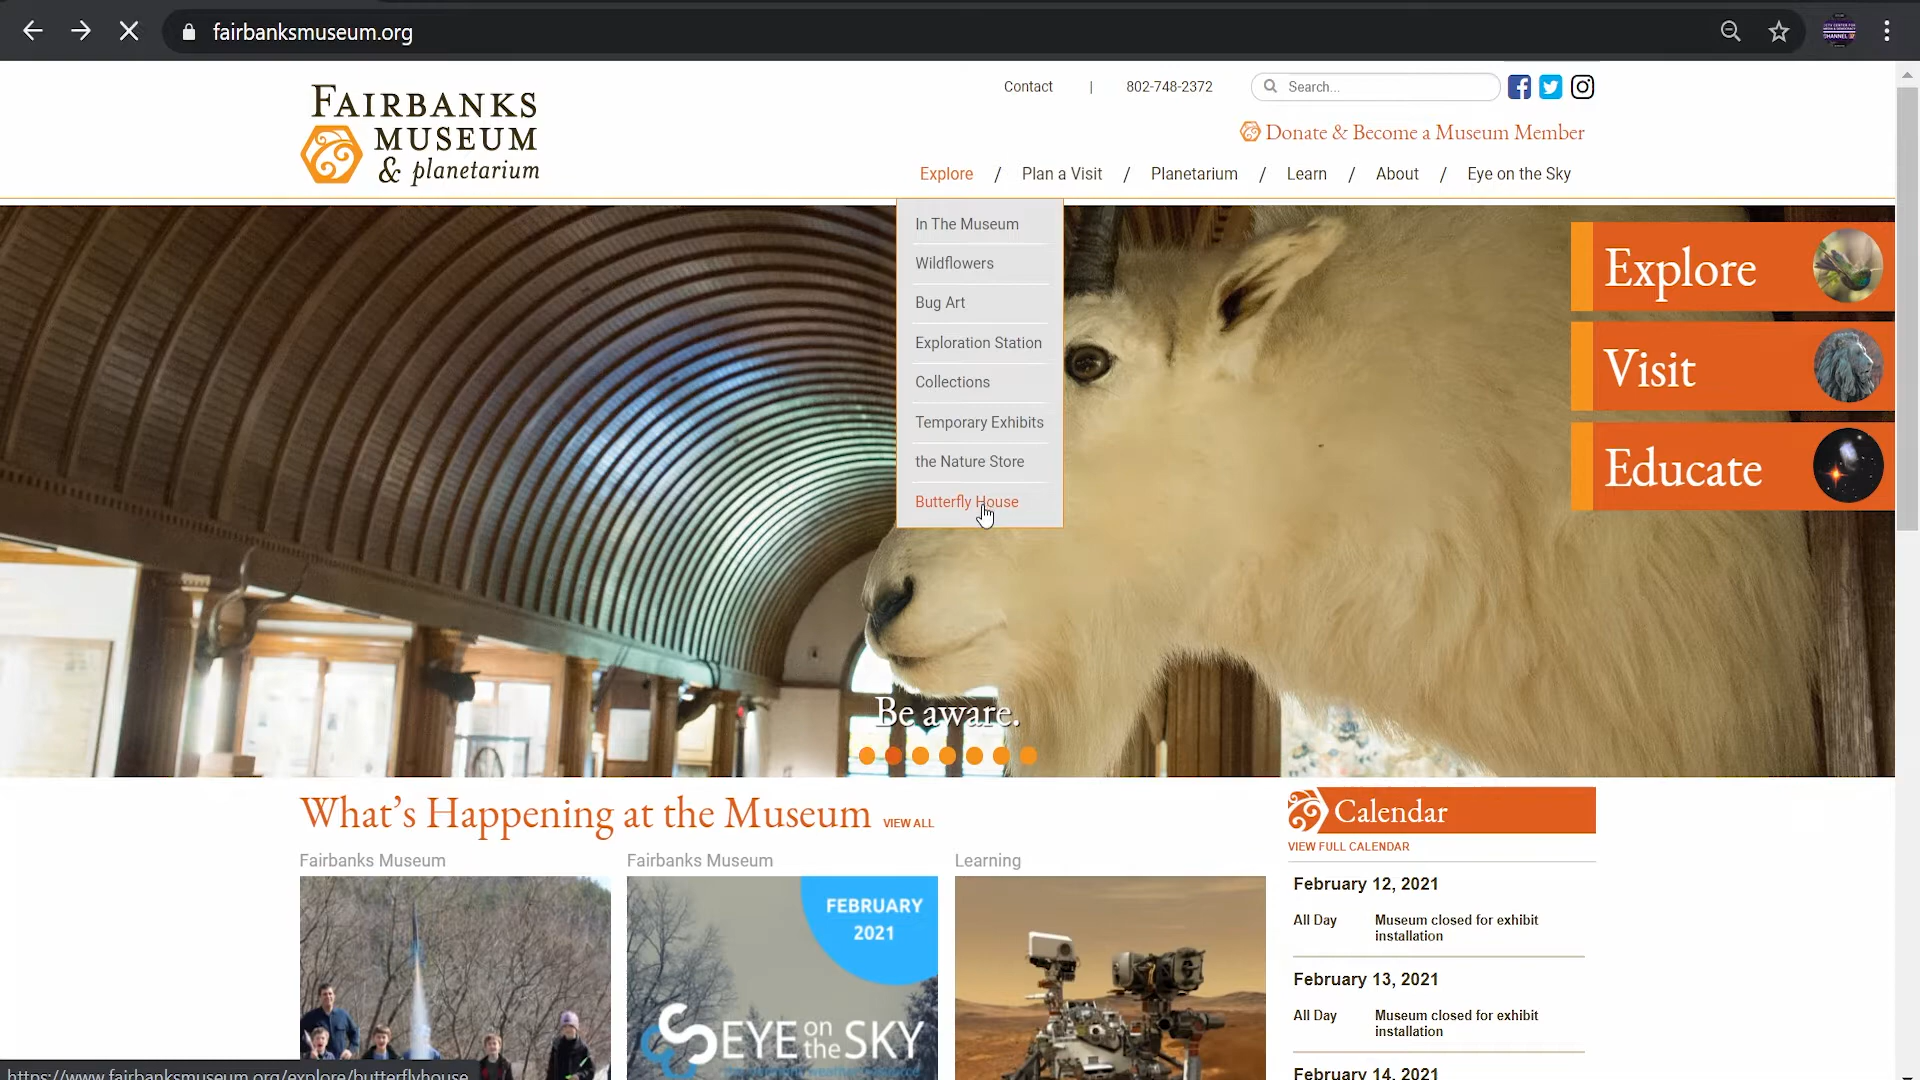 fairbanksmuseum.org
Contact | 802-748-2372 Search...
FAIRBANKS
MUSEUM
& planetarium
Donate & Become a Museum Member
Explore / Plan a Visit / Planetarium / Learn / About / Eye on the Sky
In The Museum
Wildflowers
Bug Art
Exploration Station
Collections
Temporary Exhibits
the Nature Store
Butterfly House
Explore
Visit
Educate
Be aware.
What's Happening at the Museum VIEW ALL
Fairbanks Museum
Fairbanks Museum
Learning
FEBRUARY
2021
EYE on the SKY
Calendar
VIEW FULL CALENDAR
February 12, 2021
All Day Museum closed for exhibit
installation
February 13, 2021
All Day Museum closed for exhibit
installation
February 14, 2021
https://www.fairbanksmuseum.org/explore/butterflyhouse